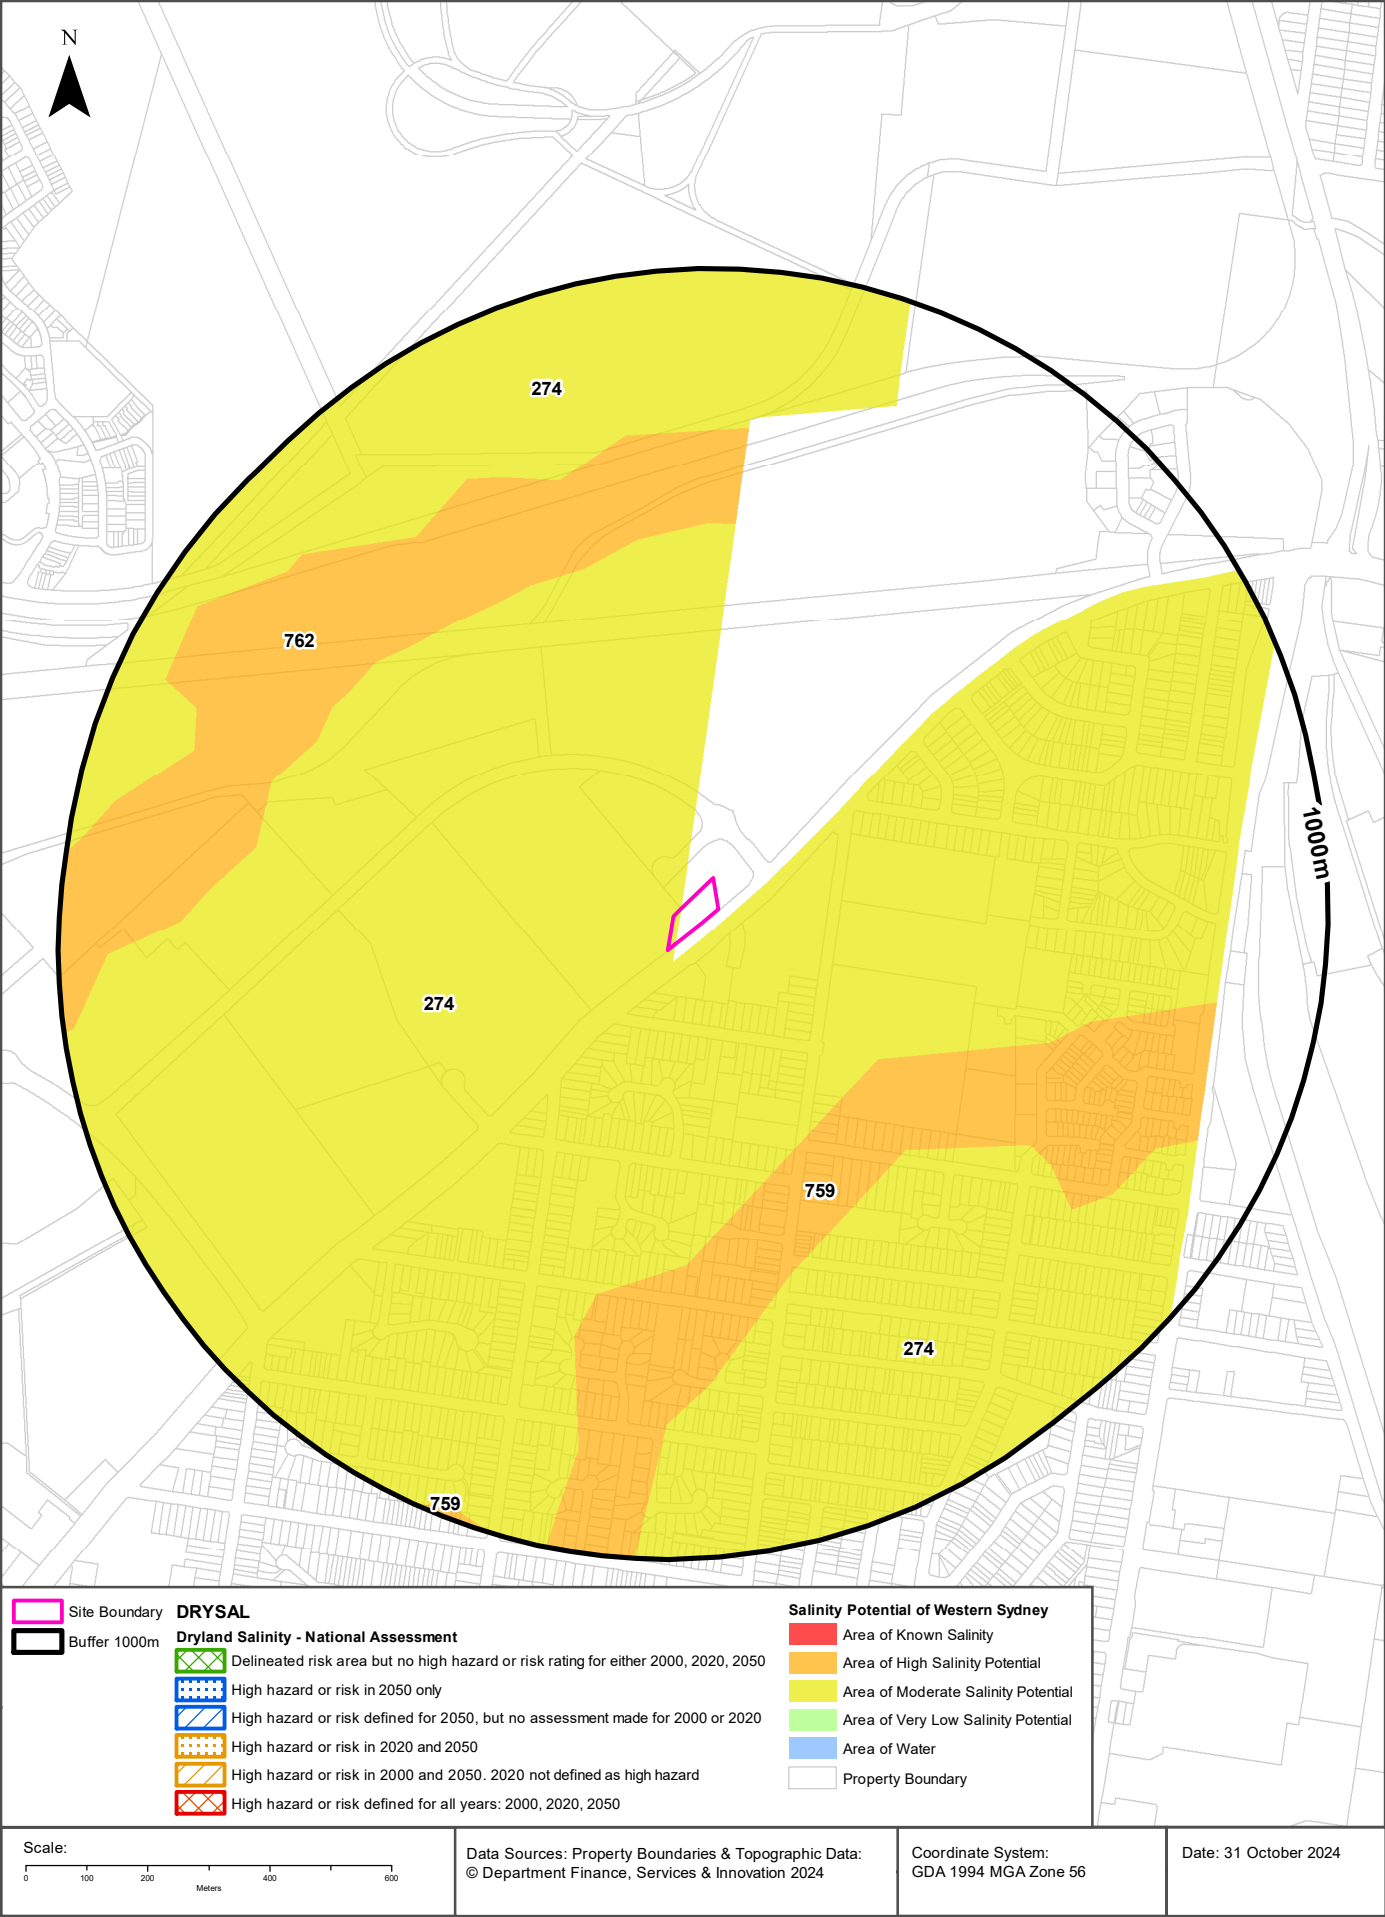 N
274
762
1000m
274
759
274
759
Site Boundary
Buffer 1000m
DRYSAL
Dryland Salinity - National Assessment
Delineated risk area but no high hazard or risk rating for either 2000, 2020, 2050
High hazard or risk in 2050 only
High hazard or risk defined for 2050, but no assessment made for 2000 or 2020
High hazard or risk in 2020 and 2050
High hazard or risk in 2000 and 2050. 2020 not defined as high hazard
High hazard or risk defined for all years: 2000, 2020, 2050
Salinity Potential of Western Sydney
Area of Known Salinity
Area of High Salinity Potential
Area of Moderate Salinity Potential
Area of Very Low Salinity Potential
Area of Water
Property Boundary
Scale:
0 100 200 400 600
Meters
Data Sources: Property Boundaries & Topographic Data:
© Department Finance, Services & Innovation 2024
Coordinate System:
GDA 1994 MGA Zone 56
Date: 31 October 2024